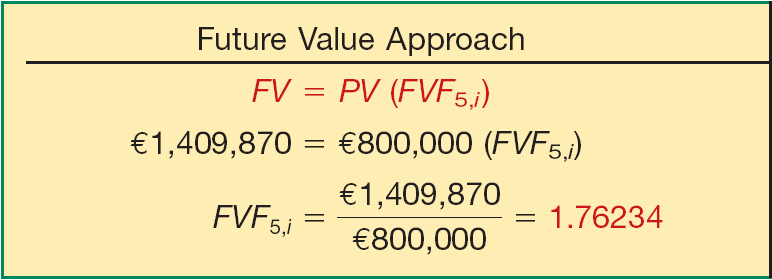 Future Value Approach
FV = PV (FVF5,i)
€1,409,870 = €800,000 (FVF5,i)
FVF5,i = €1,409,870 / €800,000 = 1.76234